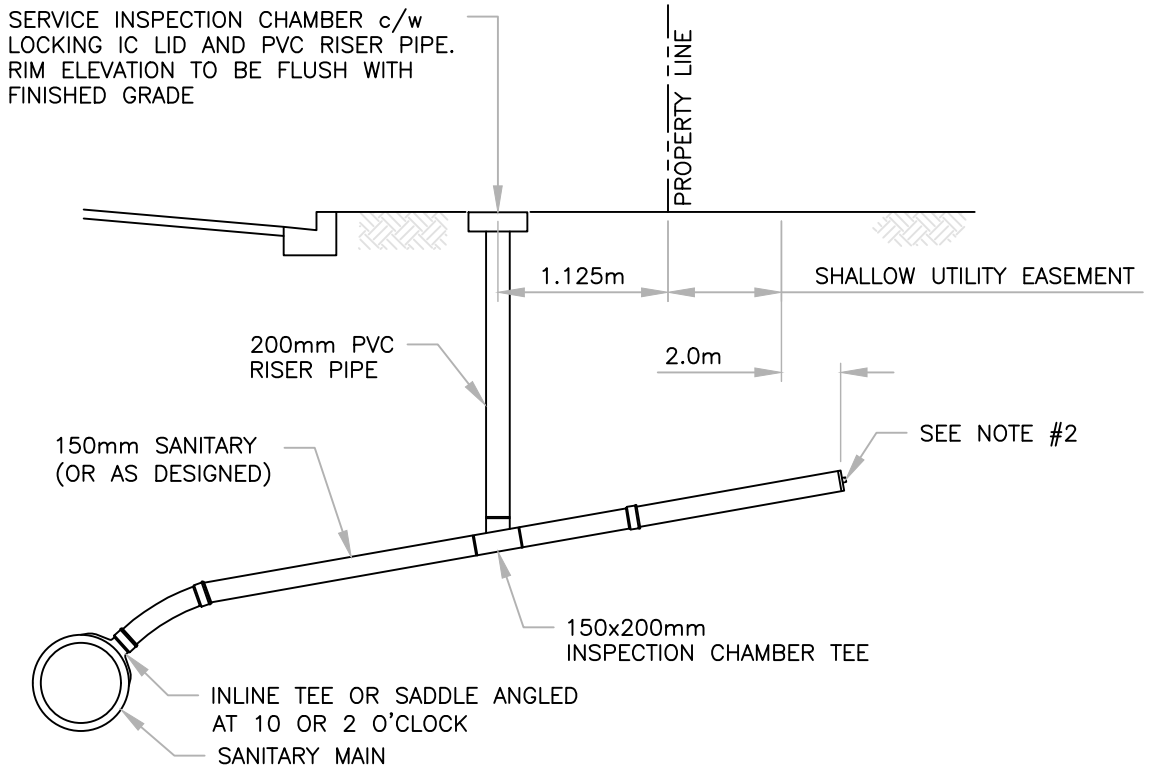 SERVICE INSPECTION CHAMBER c/w
LOCKING IC LID AND PVC RISER PIPE.
RIM ELEVATION TO BE FLUSH WITH
FINISHED GRADE
PROPERTY LINE
1.125m
SHALLOW UTILITY EASEMENT
200mm PVC
RISER PIPE
2.0m
150mm SANITARY
(OR AS DESIGNED)
SEE NOTE #2
150x200mm
INSPECTION CHAMBER TEE
INLINE TEE OR SADDLE ANGLED
AT 10 OR 2 O'CLOCK
SANITARY MAIN